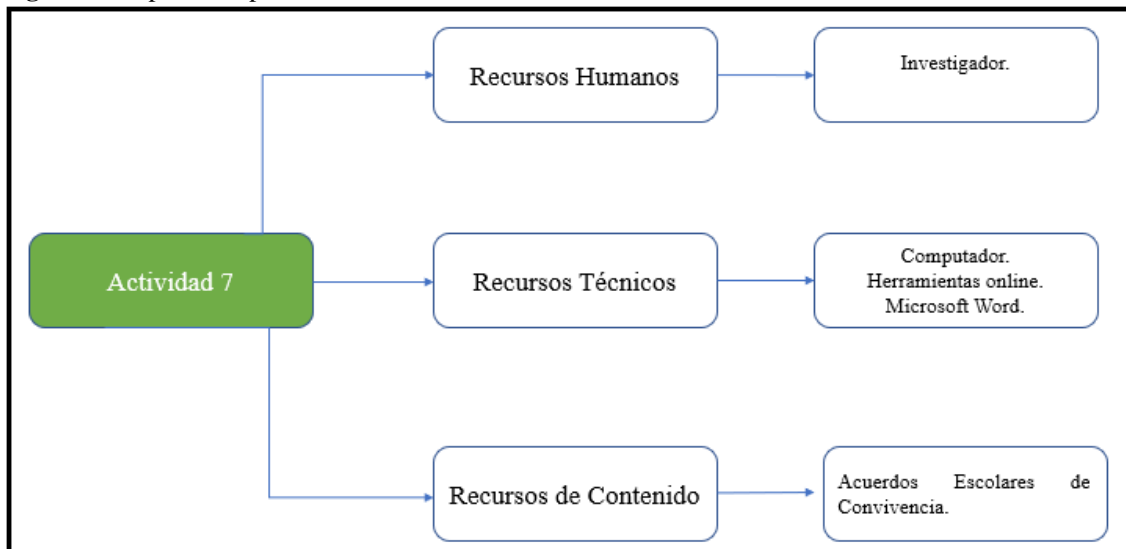 Recursos Humanos
Investigador.
Actividad 7
Recursos Técnicos
Computador.
Herramientas online.
Microsoft Word.
Recursos de Contenido
Acuerdos Escolares de
Convivencia.